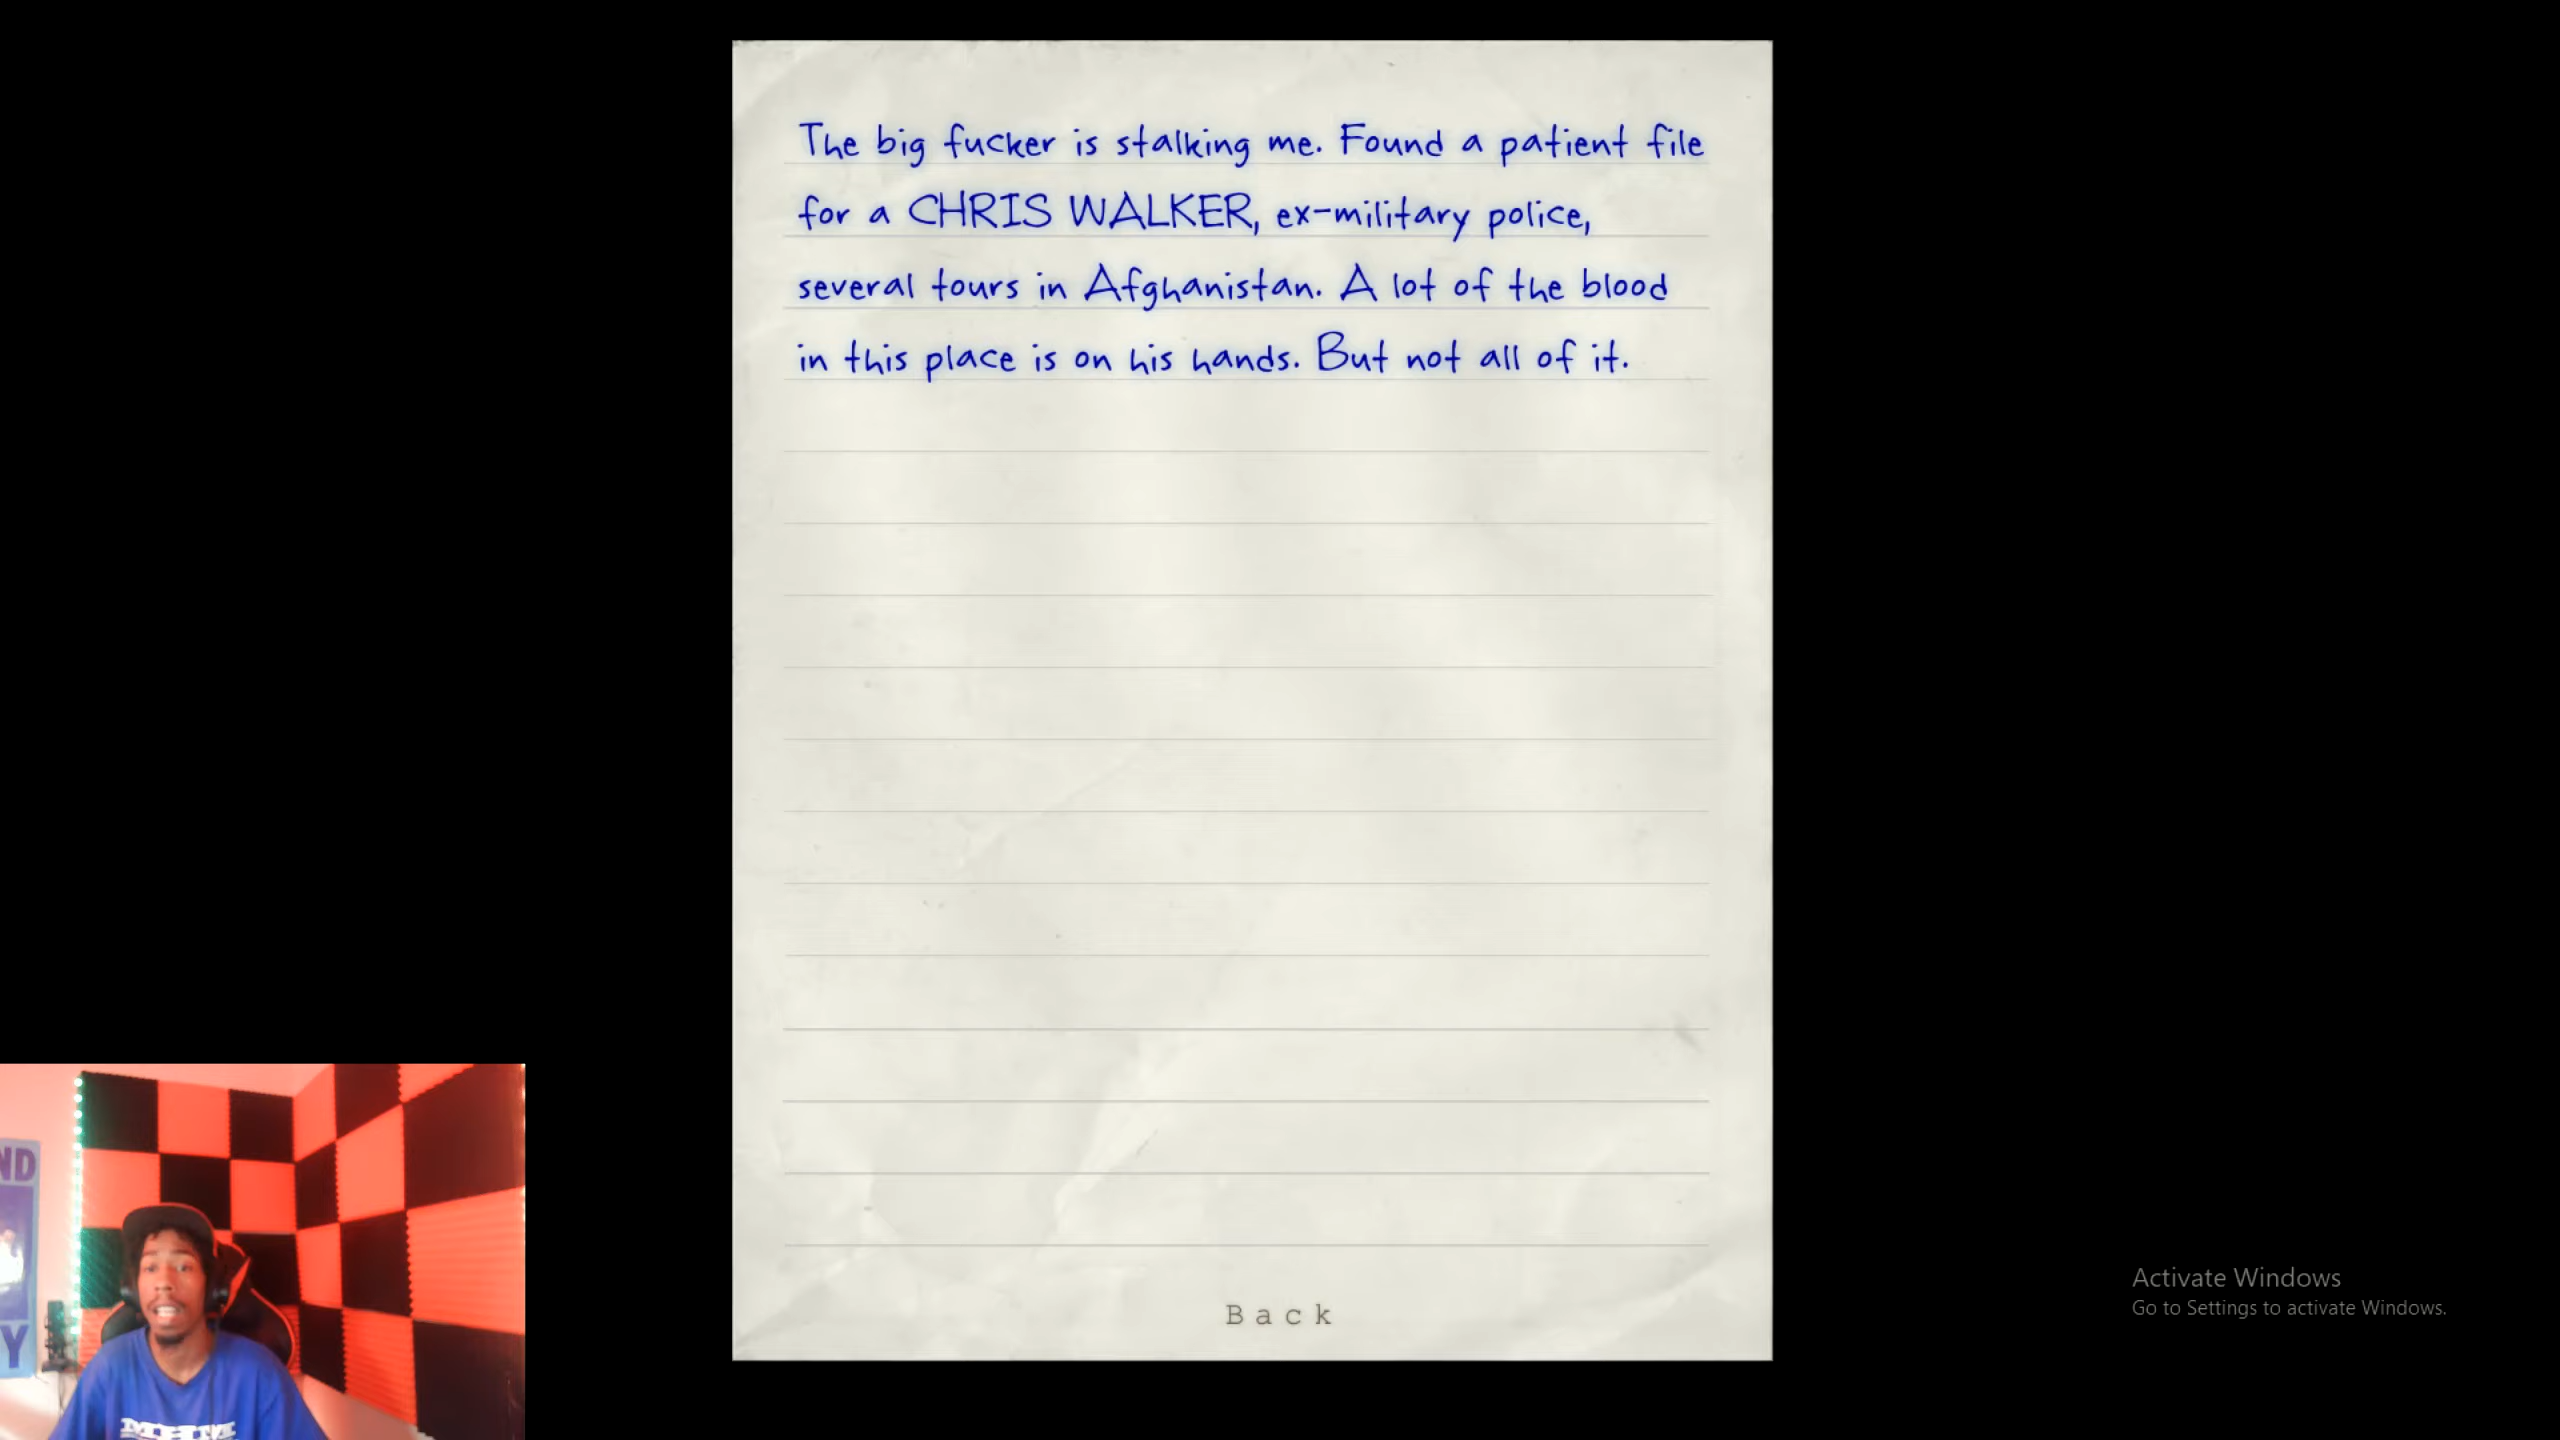 The big fucker is stalking me. Found a patient file
for a CHRIS WALKER, ex-military police,
several tours in Afghanistan. A lot of the blood
in this place is on his hands. But not all of it.
Back
Activate Windows
Go to Settings to activate Windows.
ND
Y
MHM